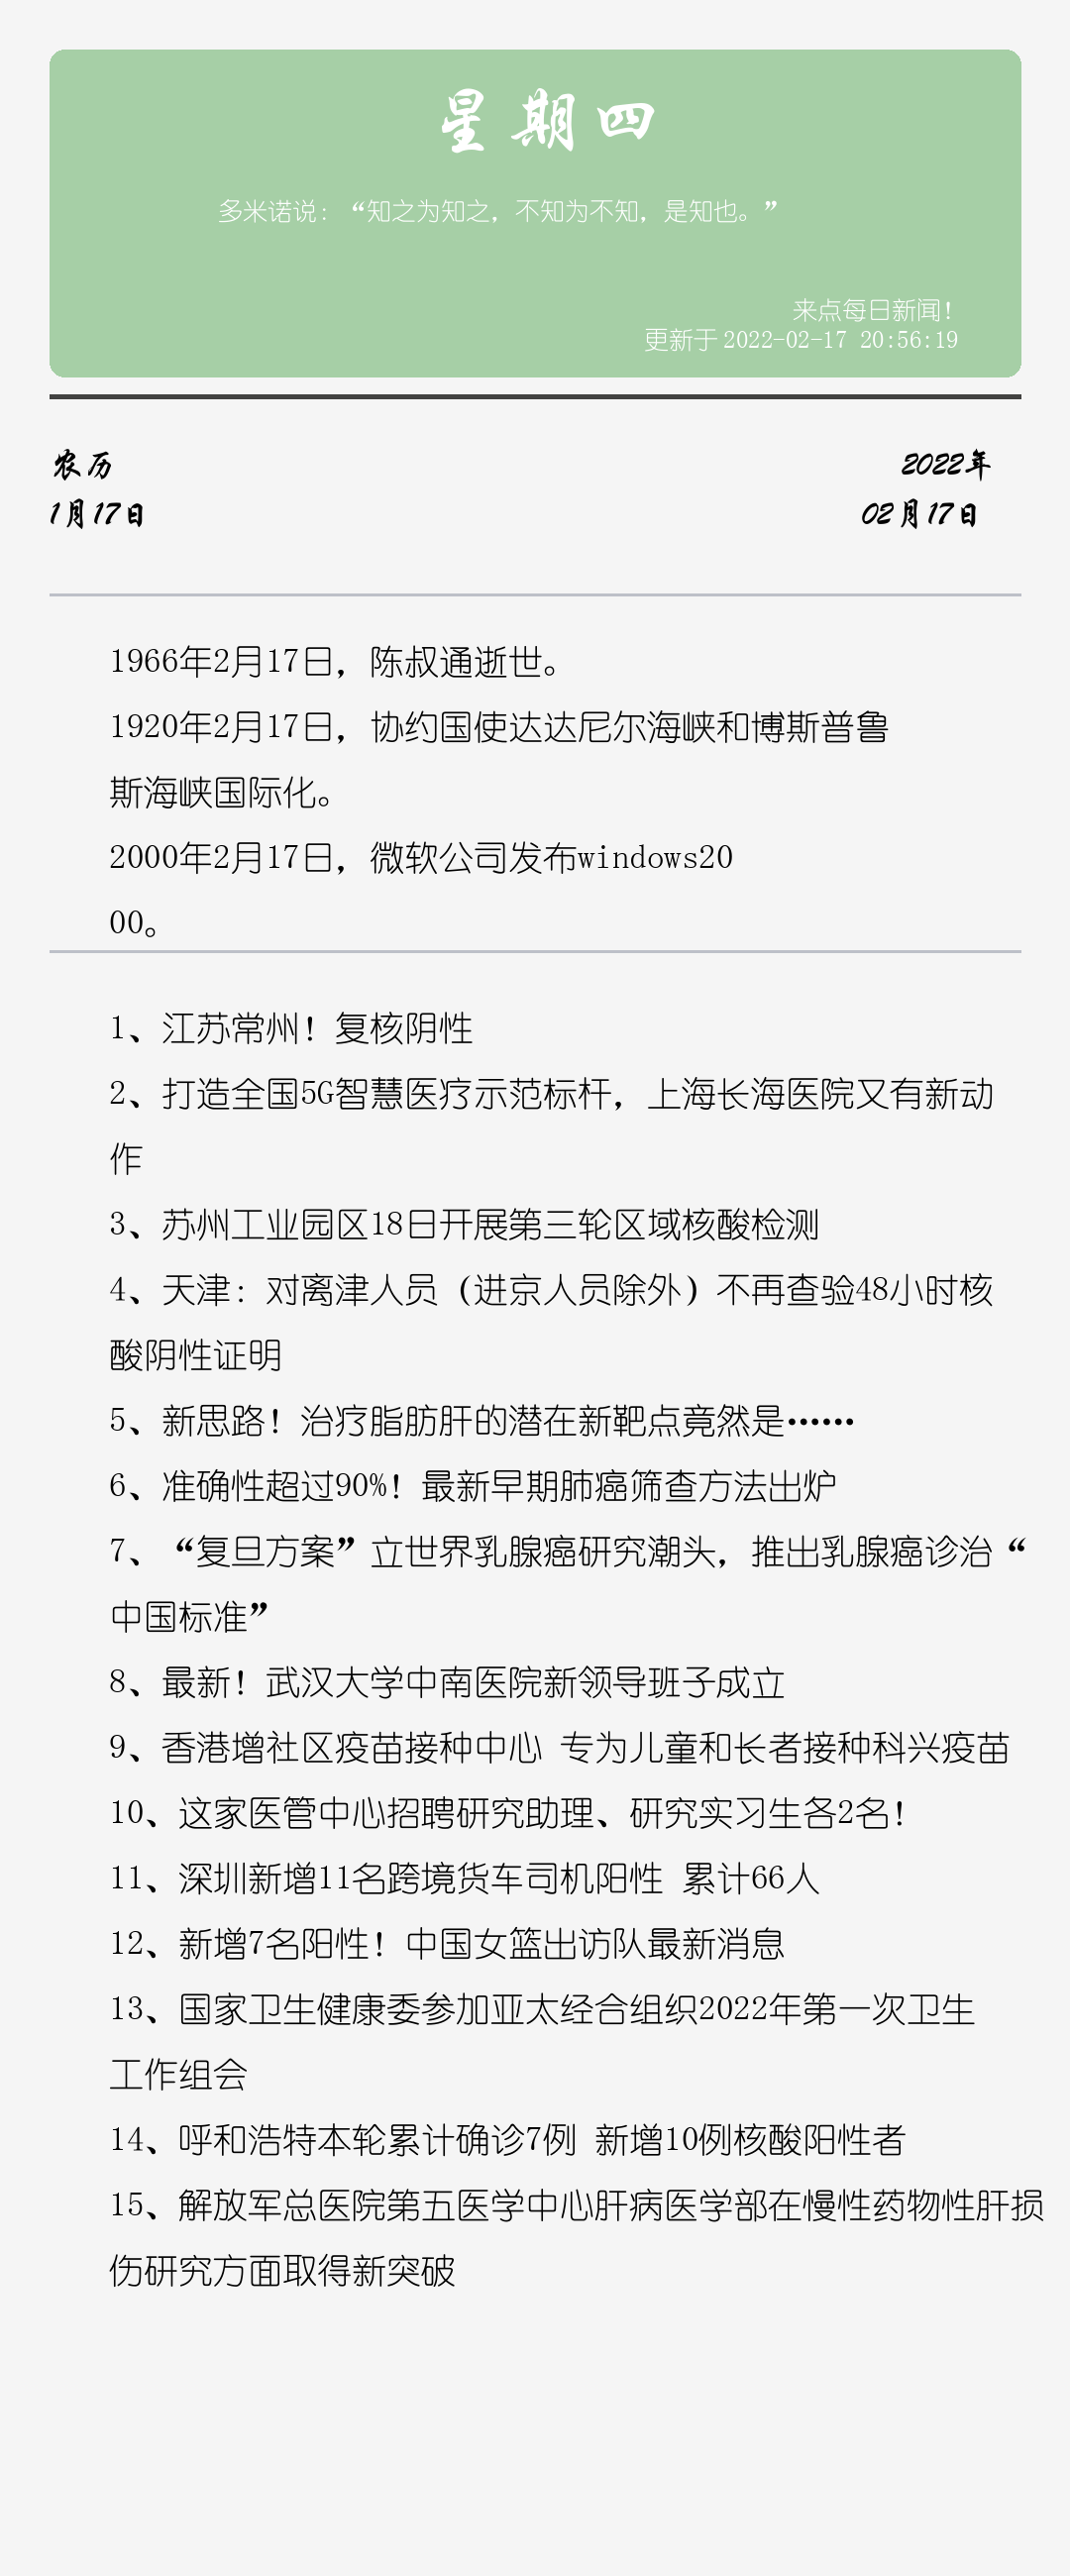 星期四
多米诺说：“知之为知之，不知为不知，是知也。”
来点每日新闻！
更新于2022-02-17 20:56:19
农历
2022年
1月17日
02月17日
1966年2月17日，陈叔通逝世。
1920年2月17日，协约国使达达尼尔海峡和博斯普鲁
斯海峡国际化。
2000年2月17日，微软公司发布windows20
00。
1、江苏常州！复核阴性
2、打造全国5G智慧医疗示范标杆，上海长海医院又有新动
作
3、苏州工业园区18日开展第三轮区域核酸检测
4、天津：对离津人员（进京人员除外）不再查验48小时核
酸阴性证明
5、新思路！治疗脂肪肝的潜在新靶点竟然是……
6、准确性超过90%！最新早期肺癌筛查方法出炉
7、“复旦方案”立世界乳腺癌研究潮头，推出乳腺癌诊治“
中国标准”
8、最新！武汉大学中南医院新领导班子成立
9、香港增社区疫苗接种中心 专为儿童和长者接种科兴疫苗
10、这家医管中心招聘研究助理、研究实习生各2名！
11、深圳新增11名跨境货车司机阳性 累计66人
12、新增7名阳性！中国女篮出访队最新消息
13、国家卫生健康委参加亚太经合组织2022年第一次卫生
工作组会
14、呼和浩特本轮累计确诊7例 新增10例核酸阳性者
15、解放军总医院第五医学中心肝病医学部在慢性药物性肝损
伤研究方面取得新突破